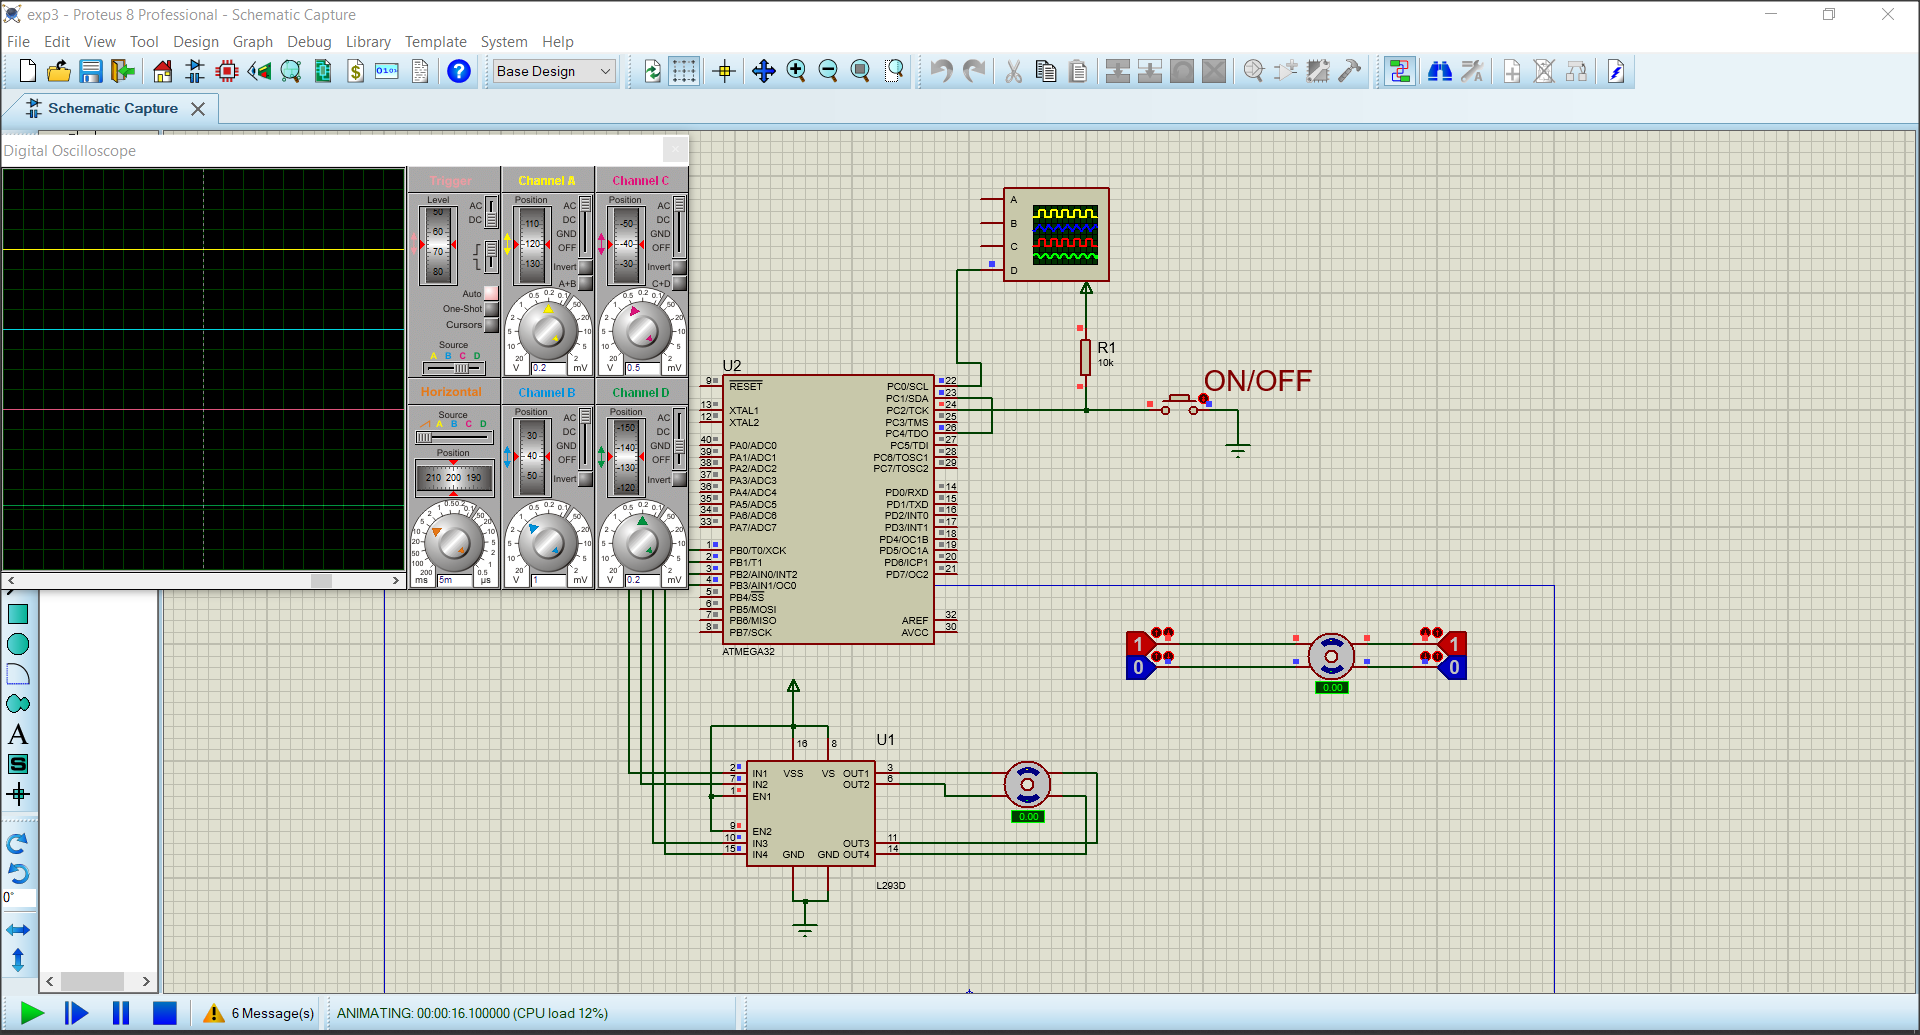 exp3 - Proteus 8 Professional - Schematic Capture
File Edit View Tool Design Graph Debug Library Template System Help
Base Design
Schematic Capture
Digital Oscilloscope
Trigger
Level
50
60
70
80
AC
DC
Auto
One-Shot
Cursors
Source
A B C D
Channel A
Position
110
120
130
AC
DC
GND
OFF
Invert
A+B
V 0.2 mV
Channel C
Position
-50
-40
-30
AC
DC
GND
OFF
Invert
C+D
V 0.5 mV
Horizontal
Source
A B C D
Position
210 200 190
ms 5m µs
Channel B
Position
30
40
50
AC
DC
GND
OFF
Invert
V 1 mV
Channel D
Position
-150
-140
-130
-120
AC
DC
GND
OFF
Invert
V 0.2 mV
A
B
C
D
R1
10k
ON/OFF
U2
9 RESET
13 XTAL1
12 XTAL2
40 PA0/ADC0
39 PA1/ADC1
38 PA2/ADC2
37 PA3/ADC3
36 PA4/ADC4
35 PA5/ADC5
34 PA6/ADC6
33 PA7/ADC7
1 PB0/T0/XCK
2 PB1/T1
3 PB2/AIN0/INT2
4 PB3/AIN1/OC0
5 PB4/SS
6 PB5/MOSI
7 PB6/MISO
8 PB7/SCK
PC0/SCL 22
PC1/SDA 23
PC2/TCK 24
PC3/TMS 25
PC4/TDO 26
PC5/TDI 27
PC6/TOSC1 28
PC7/TOSC2 29
PD0/RXD 14
PD1/TXD 15
PD2/INT0 16
PD3/INT1 17
PD4/OC1B 18
PD5/OC1A 19
PD6/ICP1 20
PD7/OC2 21
AREF 32
AVCC 30
ATMEGA32
1 1
0 0
0.00
U1
16 8
2 IN1 VSS VS OUT1 3
7 IN2 OUT2 6
1 EN1
9 EN2
10 IN3 OUT3 11
15 IN4 GND GND OUT4 14
L293D
0.00
A
S
0°
6 Message(s)
ANIMATING: 00:00:16.100000 (CPU load 12%)